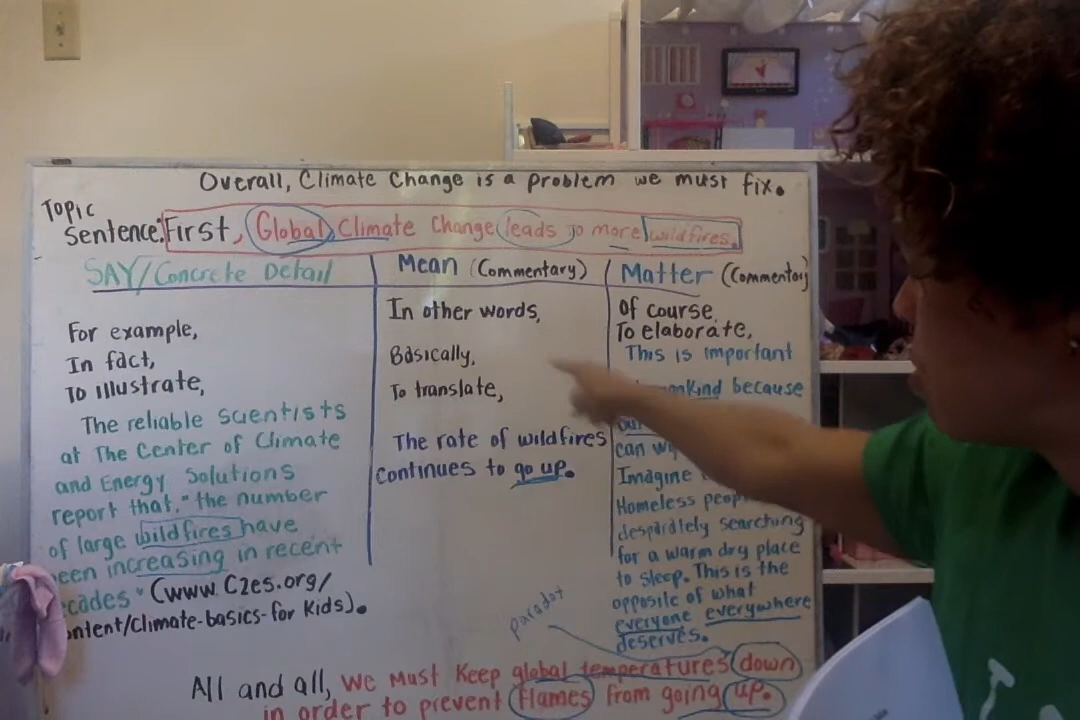 Overall, Climate Change is a problem we must fix.
Topic
Sentence: First, Global Climate Change leads to more wildfires.
SAY/Concrete Detail
For example,
In fact,
To Illustrate,
The reliable scientists
at The Center of Climate
and Energy Solutions
report that, "the number
of large wildfires have
een increasing in recent
cades" (www.C2es.org/
ntent/Climate-basics-for Kids).
Mean (Commentary)
In other words,
Basically,
To translate,
The rate of wildfires
continues to go up.
Matter (Commentary)
Of course,
To elaborate,
This is important
because
can
Imagine
Homeless
desparately searching
for a warm dry place
to sleep. This is the
opposite of what
everyone everywhere
deserves.
paradox
All and all, we must keep global temperatures down
in order to prevent flames from going up.